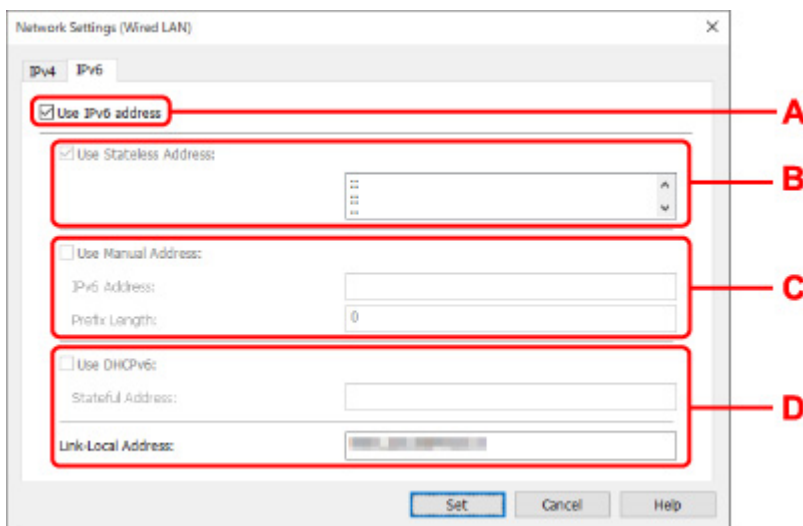 Network Settings (Wired LAN)
IPv4 IPv6
Use IPv6 address A
Use Stateless Address:
::
:: B
::
Use Manual Address:
IPv6 Address: C
Prefix Length: 0
Use DHCPv6:
Stateful Address: D
Link-Local Address:
Set Cancel Help